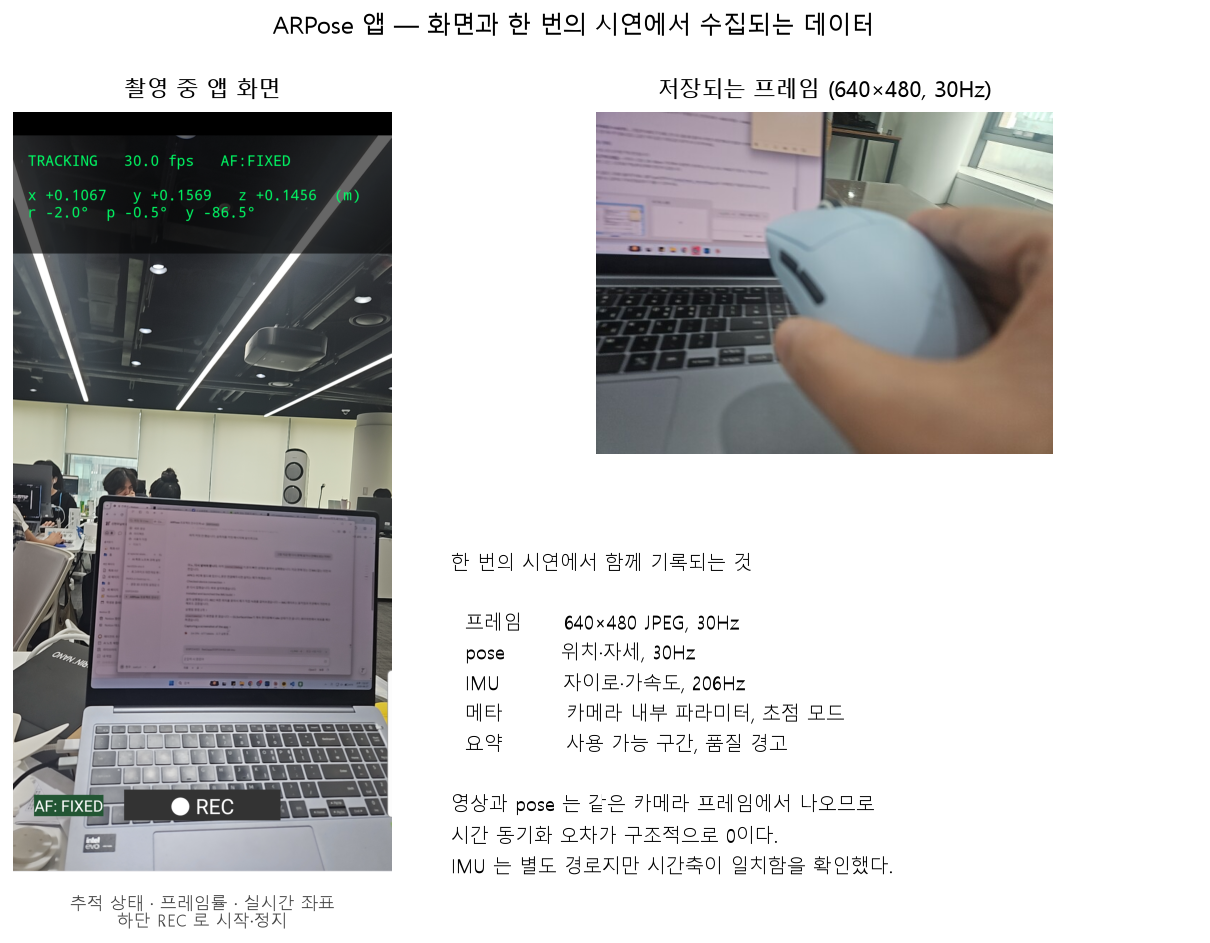 ARPose 앱 — 화면과 한 번의 시연에서 수집되는 데이터
촬영 중 앱 화면
TRACKING 30.0 fps AF:FIXED
x +0.1067 y +0.1569 z +0.1456 (m)
r -2.0° p -0.5° y -86.5°
AF: FIXED
REC
intel
evo
추적 상태 · 프레임률 · 실시간 좌표
하단 REC 로 시작·정지
저장되는 프레임 (640×480, 30Hz)
한 번의 시연에서 함께 기록되는 것
프레임 640×480 JPEG, 30Hz
pose 위치·자세, 30Hz
IMU 자이로·가속도, 206Hz
메타 카메라 내부 파라미터, 초점 모드
요약 사용 가능 구간, 품질 경고
영상과 pose 는 같은 카메라 프레임에서 나오므로
시간 동기화 오차가 구조적으로 0이다.
IMU 는 별도 경로지만 시간축이 일치함을 확인했다.